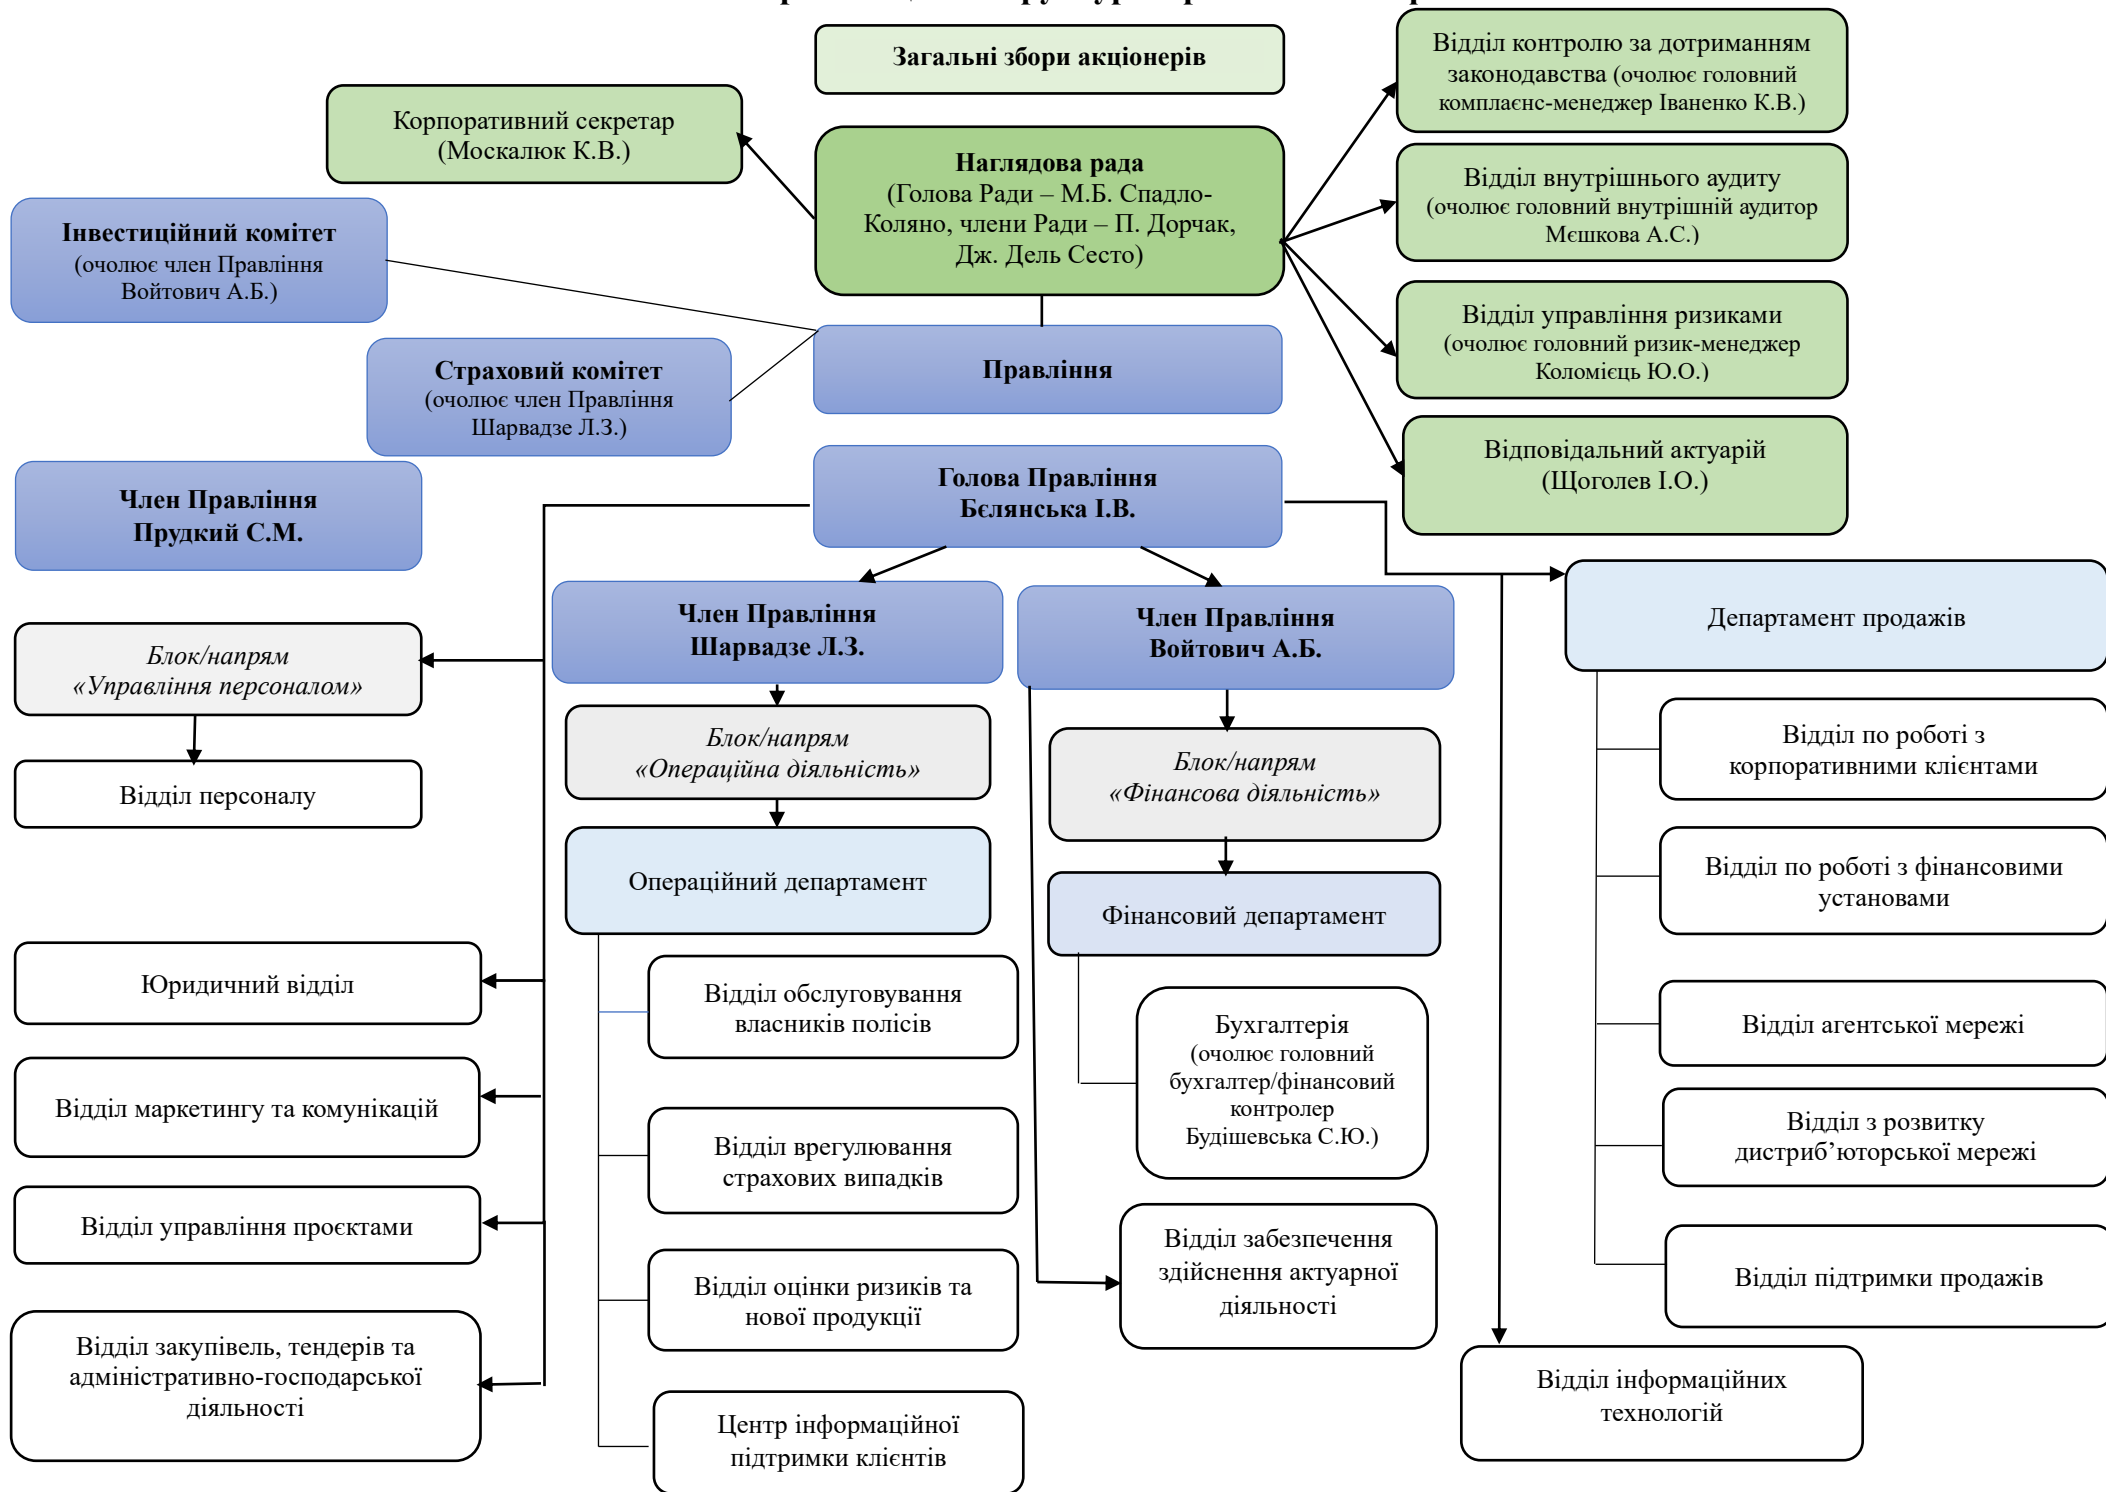 Загальні збори акціонерів
Відділ контролю за дотриманням
законодавства (очолює головний
комплаєнс-менеджер Іваненко К.В.)
Корпоративний секретар
(Москалюк К.В.)
Наглядова рада
(Голова Ради – М.Б. Спадло-
Коляно, члени Ради – П. Дорчак,
Дж. Дель Сесто)
Відділ внутрішнього аудиту
(очолює головний внутрішній аудитор
Мєшкова А.С.)
Інвестиційний комітет
(очолює член Правління
Войтович А.Б.)
Відділ управління ризиками
(очолює головний ризик-менеджер
Коломієць Ю.О.)
Страховий комітет
(очолює член Правління
Шарвадзе Л.З.)
Правління
Відповідальний актуарій
(Щоголев І.О.)
Член Правління
Прудкий С.М.
Голова Правління
Бєлянська І.В.
Член Правління
Шарвадзе Л.З.
Член Правління
Войтович А.Б.
Департамент продажів
Блок/напрям
«Управління персоналом»
Блок/напрям
«Операційна діяльність»
Блок/напрям
«Фінансова діяльність»
Відділ по роботі з
корпоративними клієнтами
Відділ персоналу
Операційний департамент
Фінансовий департамент
Відділ по роботі з фінансовими
установами
Юридичний відділ
Відділ обслуговування
власників полісів
Бухгалтерія
(очолює головний
бухгалтер/фінансовий
контролер
Будішевська С.Ю.)
Відділ агентської мережі
Відділ маркетингу та комунікацій
Відділ врегулювання
страхових випадків
Відділ з розвитку
дистриб’юторської мережі
Відділ управління проєктами
Відділ оцінки ризиків та
нової продукції
Відділ забезпечення
здійснення актуарної
діяльності
Відділ підтримки продажів
Відділ закупівель, тендерів та
адміністративно-господарської
діяльності
Центр інформаційної
підтримки клієнтів
Відділ інформаційних
технологій